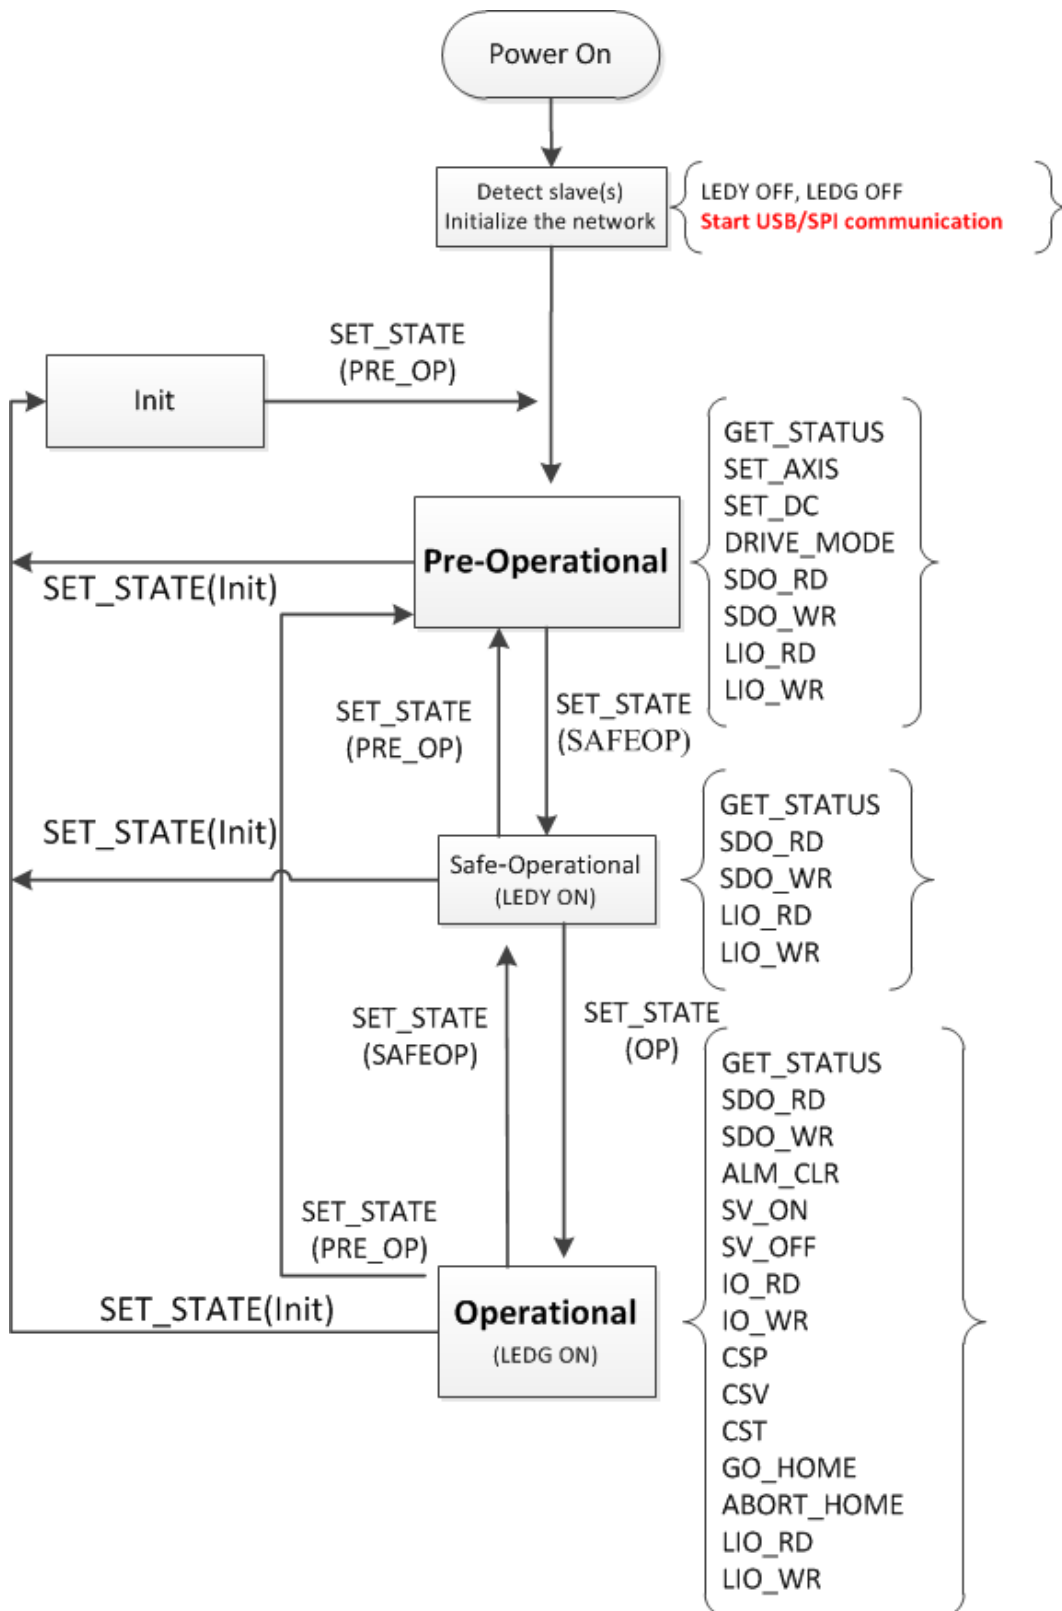 Power On
Detect slave(s)
Initialize the network
LEDY OFF, LEDG OFF
Start USB/SPI communication
SET_STATE
(PRE_OP)
Init
GET_STATUS
SET_AXIS
SET_DC
DRIVE_MODE
SDO_RD
SDO_WR
LIO_RD
LIO_WR
Pre-Operational
SET_STATE(Init)
SET_STATE
(PRE_OP)
SET_STATE
(SAFEOP)
GET_STATUS
SDO_RD
SDO_WR
LIO_RD
LIO_WR
SET_STATE(Init)
Safe-Operational
(LEDY ON)
SET_STATE
(SAFEOP)
SET_STATE
(OP)
GET_STATUS
SDO_RD
SDO_WR
ALM_CLR
SV_ON
SV_OFF
IO_RD
IO_WR
CSP
CSV
CST
GO_HOME
ABORT_HOME
LIO_RD
LIO_WR
SET_STATE
(PRE_OP)
SET_STATE(Init)
Operational
(LEDG ON)